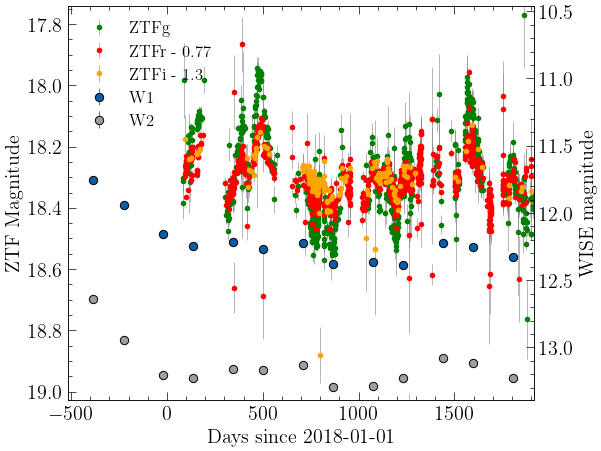 ZTFg
ZTFr - 0.77
ZTFi - 1.3
W1
W2
17.8
18.0
18.2
18.4
18.6
18.8
19.0
ZTF Magnitude
10.5
11.0
11.5
12.0
12.5
13.0
WISE magnitude
−500
0
500
1000
1500
Days since 2018-01-01